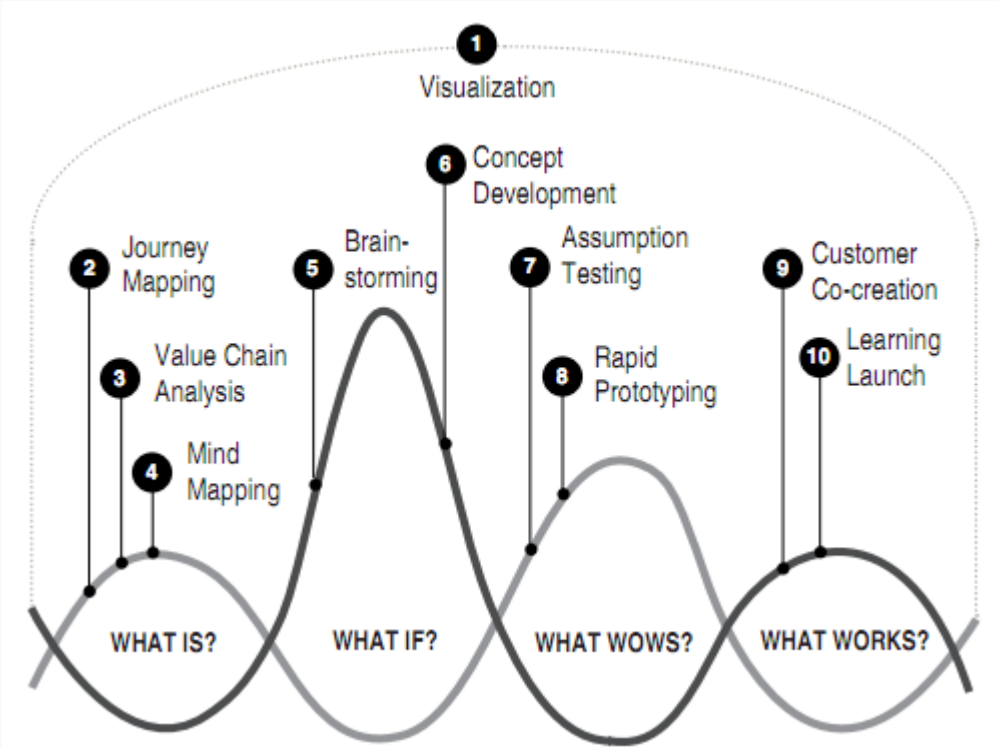 1
Visualization
6 Concept
Development
2 Journey
Mapping
5 Brain-
storming
7 Assumption
Testing
9 Customer
Co-creation
3 Value Chain
Analysis
8 Rapid
Prototyping
10 Learning
Launch
4 Mind
Mapping
WHAT IS?
WHAT IF?
WHAT WOWS?
WHAT WORKS?